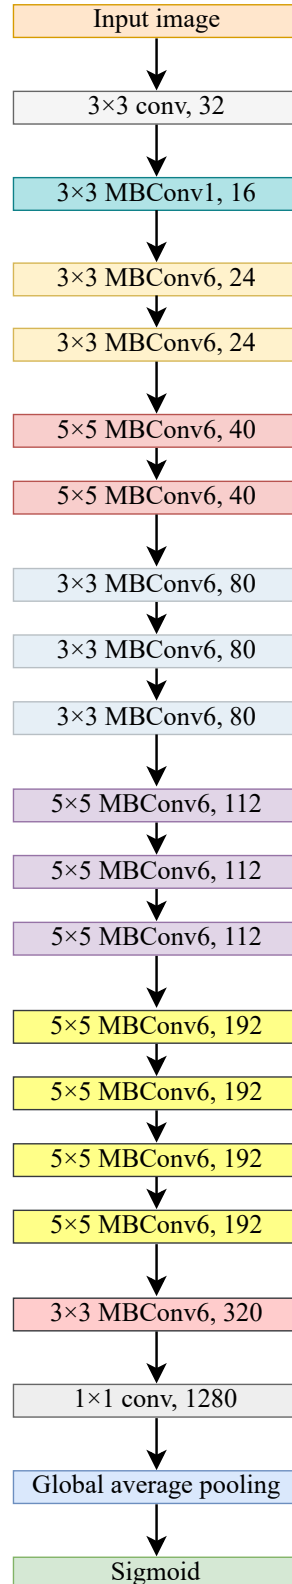 Input image
3×3 conv, 32
3×3 MBConv1, 16
3×3 MBConv6, 24
3×3 MBConv6, 24
5×5 MBConv6, 40
5×5 MBConv6, 40
3×3 MBConv6, 80
3×3 MBConv6, 80
3×3 MBConv6, 80
5×5 MBConv6, 112
5×5 MBConv6, 112
5×5 MBConv6, 112
5×5 MBConv6, 192
5×5 MBConv6, 192
5×5 MBConv6, 192
5×5 MBConv6, 192
3×3 MBConv6, 320
1×1 conv, 1280
Global average pooling
Sigmoid